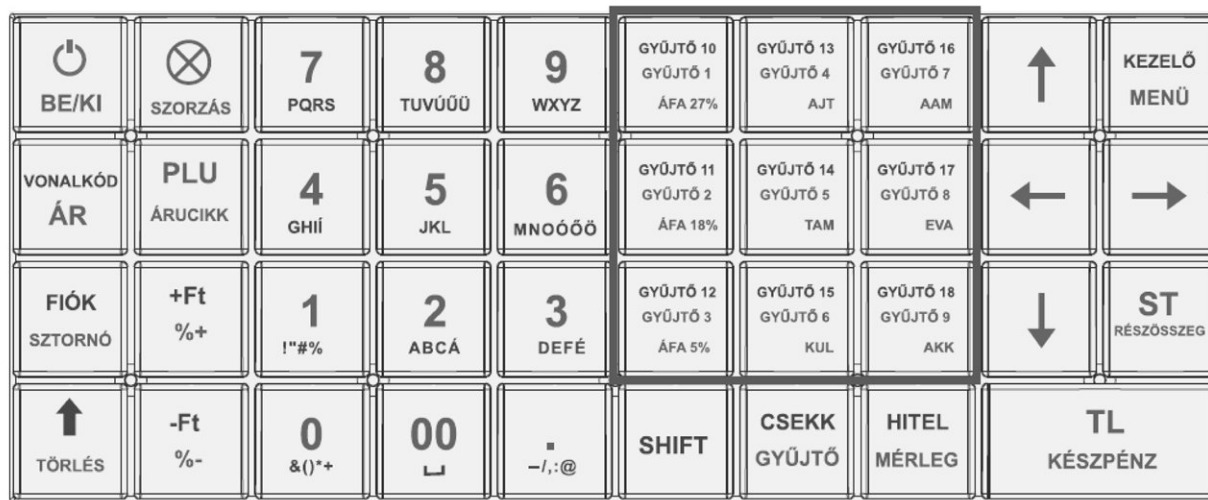 BE/KI
SZORZÁS
7
PQRS
8
TUVÚŰÜ
9
WXYZ
GYŰJTŐ 10
GYŰJTŐ 1
ÁFA 27%
GYŰJTŐ 13
GYŰJTŐ 4
AJT
GYŰJTŐ 16
GYŰJTŐ 7
AAM
KEZELŐ
MENÜ
VONALKÓD
ÁR
PLU
ÁRUCIKK
4
GHIÍ
5
JKL
6
MNOÓŐÖ
GYŰJTŐ 11
GYŰJTŐ 2
ÁFA 18%
GYŰJTŐ 14
GYŰJTŐ 5
TAM
GYŰJTŐ 17
GYŰJTŐ 8
EVA
FIÓK
SZTORNÓ
+Ft
%+
1
!"#%
2
ABCÁ
3
DEFÉ
GYŰJTŐ 12
GYŰJTŐ 3
ÁFA 5%
GYŰJTŐ 15
GYŰJTŐ 6
KUL
GYŰJTŐ 18
GYŰJTŐ 9
AKK
ST
RÉSZÖSSZEG
TÖRLÉS
-Ft
%-
0
&()*+
00
.
–/,:@
SHIFT
CSEKK
GYŰJTŐ
HITEL
MÉRLEG
TL
KÉSZPÉNZ